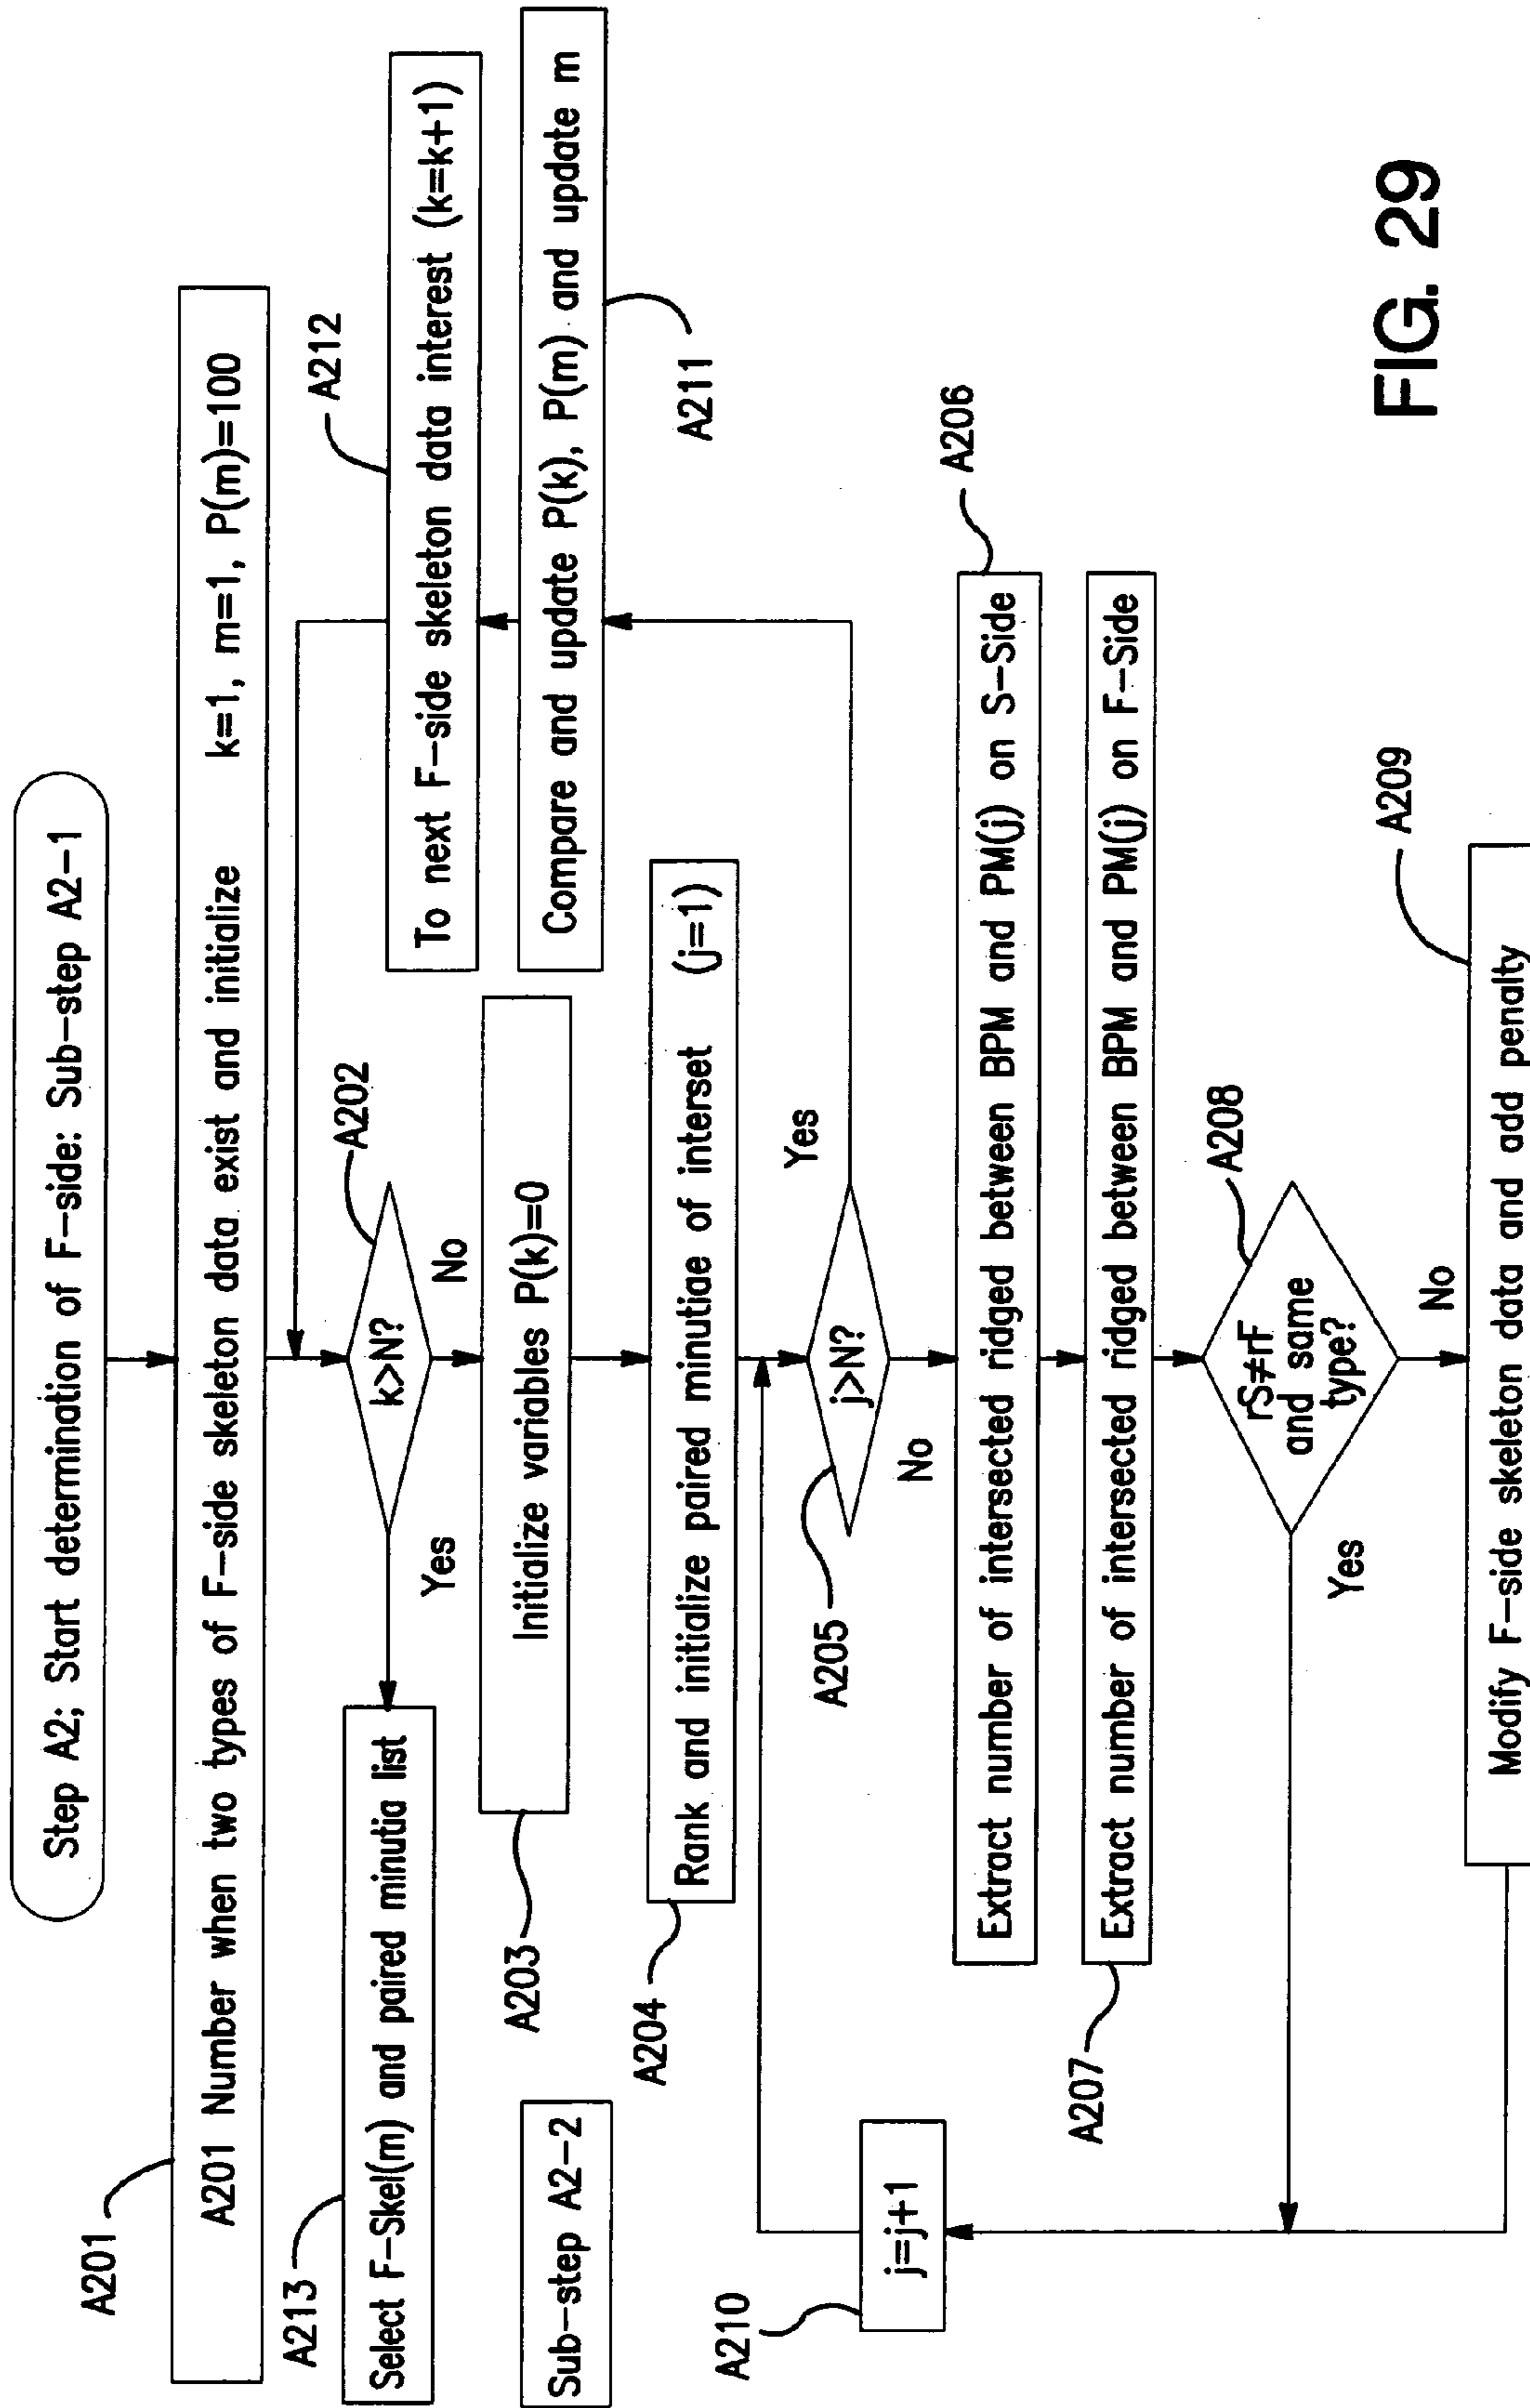 Step A2; Start determination of F-side: Sub-step A2-1
A201
A201 Number when two types of F-side skeleton data exist and initialize k=1, m=1, P(m)=100
A202
k>N?
Yes
No
A213
Select F-Skel(m) and paired minutia list
Sub-step A2-2
A212
To next F-side skeleton data interest (k=k+1)
Compare and update P(k), P(m) and update m
A211
Initialize variables P(k)=0
A203
Rank and initialize paired minutiae of interset (j=1)
A204
j>N?
Yes
No
A205
A206
Extract number of intersected ridged between BPM and PM(j) on S-Side
Extract number of intersected ridged between BPM and PM(j) on F-Side
A207
A208
rS≠rF
and same
type?
Yes
No
A210
j=j+1
A209
Modify F-side skeleton data and add penalty
FIG. 29